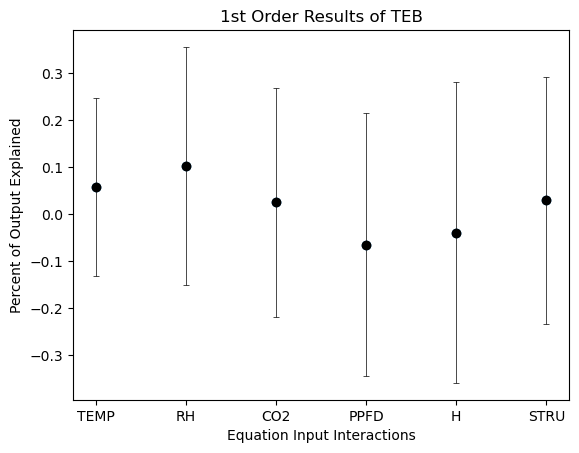 1st Order Results of TEB
Percent of Output Explained
0.3
0.2
0.1
0.0
−0.1
−0.2
−0.3
TEMP RH CO2 PPFD H STRU
Equation Input Interactions